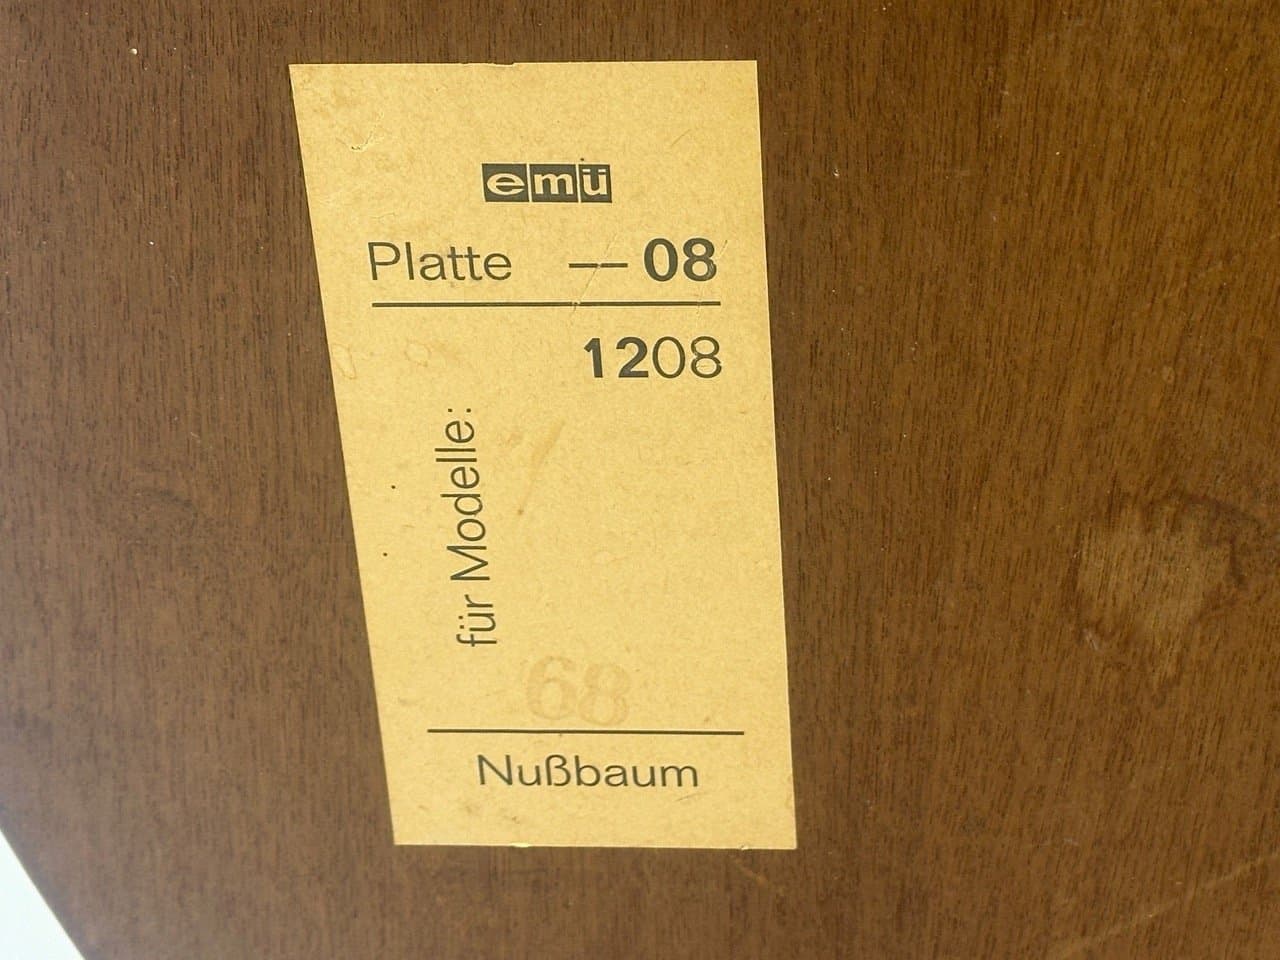 emü
Platte — 08
1208
für Modelle:
68
Nußbaum